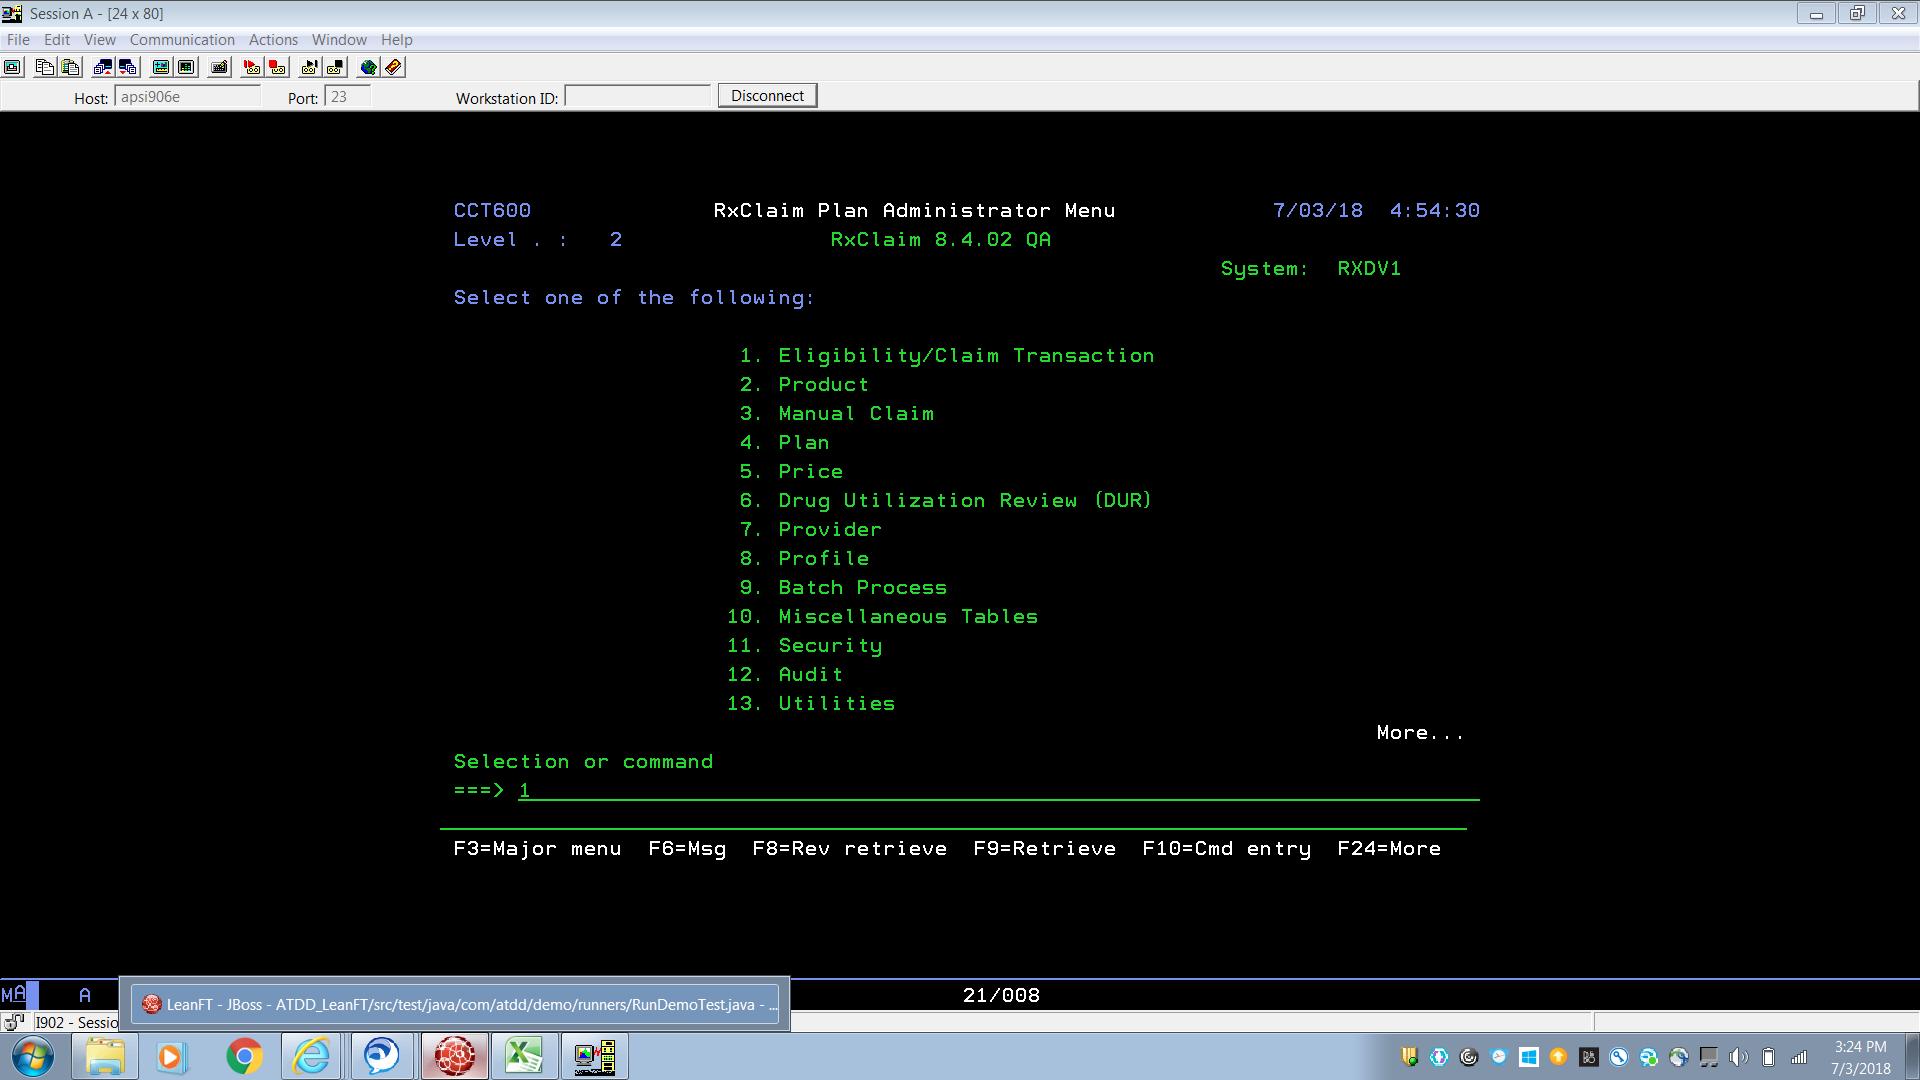 Session A - [24 x 80]
File Edit View Communication Actions Window Help
Host: apsi906e Port: 23 Workstation ID: Disconnect
CCT600 RxClaim Plan Administrator Menu 7/03/18 4:54:30
Level . : 2 RxClaim 8.4.02 QA
System: RXDV1
Select one of the following:
1. Eligibility/Claim Transaction
2. Product
3. Manual Claim
4. Plan
5. Price
6. Drug Utilization Review (DUR)
7. Provider
8. Profile
9. Batch Process
10. Miscellaneous Tables
11. Security
12. Audit
13. Utilities
More...
Selection or command
===> 1
F3=Major menu F6=Msg F8=Rev retrieve F9=Retrieve F10=Cmd entry F24=More
MA A 21/008
LeanFT - JBoss - ATDD_LeanFT/src/test/java/com/atdd/demo/runners/RunDemoTest.java - ...
I902 - Sessio
3:24 PM
7/3/2018